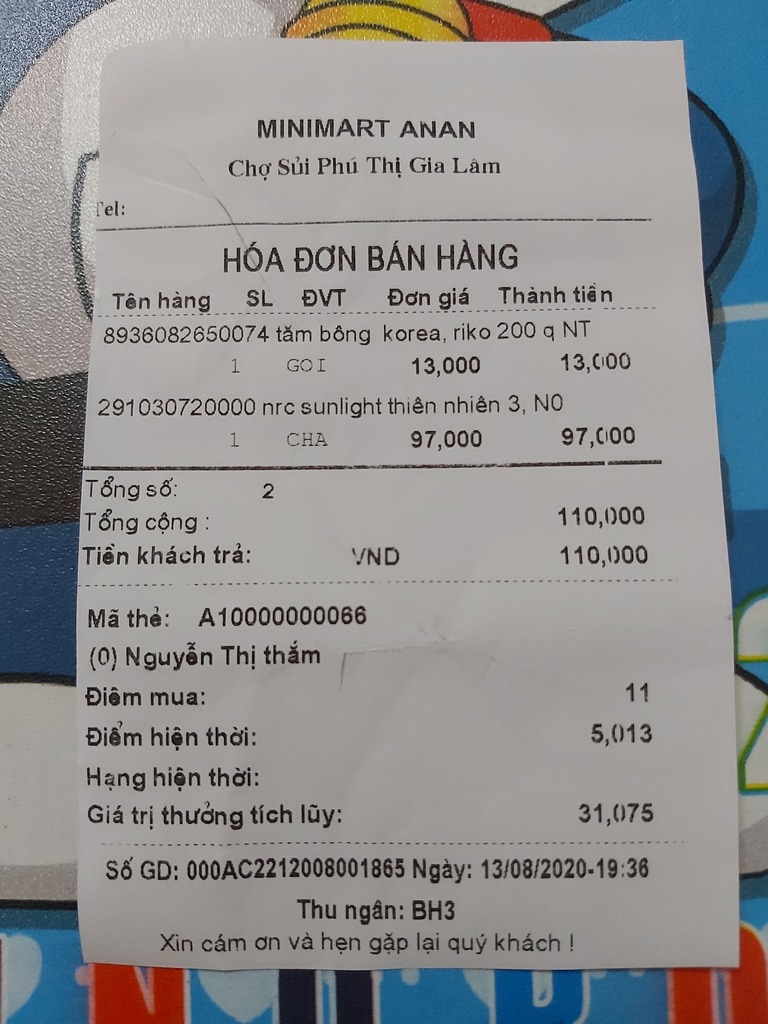 MINIMART ANAN
Chợ Sủi Phú Thị Gia Lâm
Tel:
HÓA ĐƠN BÁN HÀNG
Tên hàng SL ĐVT Đơn giá Thành tiền
8936082650074 tăm bông korea, riko 200 q NT
1 GOI 13,000 13,000
291030720000 nrc sunlight thiên nhiên 3, N0
1 CHA 97,000 97,000
Tổng số: 2
Tổng cộng : 110,000
Tiền khách trả: VND 110,000
Mã thẻ: A10000000066
(0) Nguyễn Thị thắm
Điểm mua: 11
Điểm hiện thời: 5,013
Hạng hiện thời:
Giá trị thưởng tích lũy: 31,075
Số GD: 000AC2212008001865 Ngày: 13/08/2020-19:36
Thu ngân: BH3
Xin cám ơn và hẹn gặp lại quý khách !